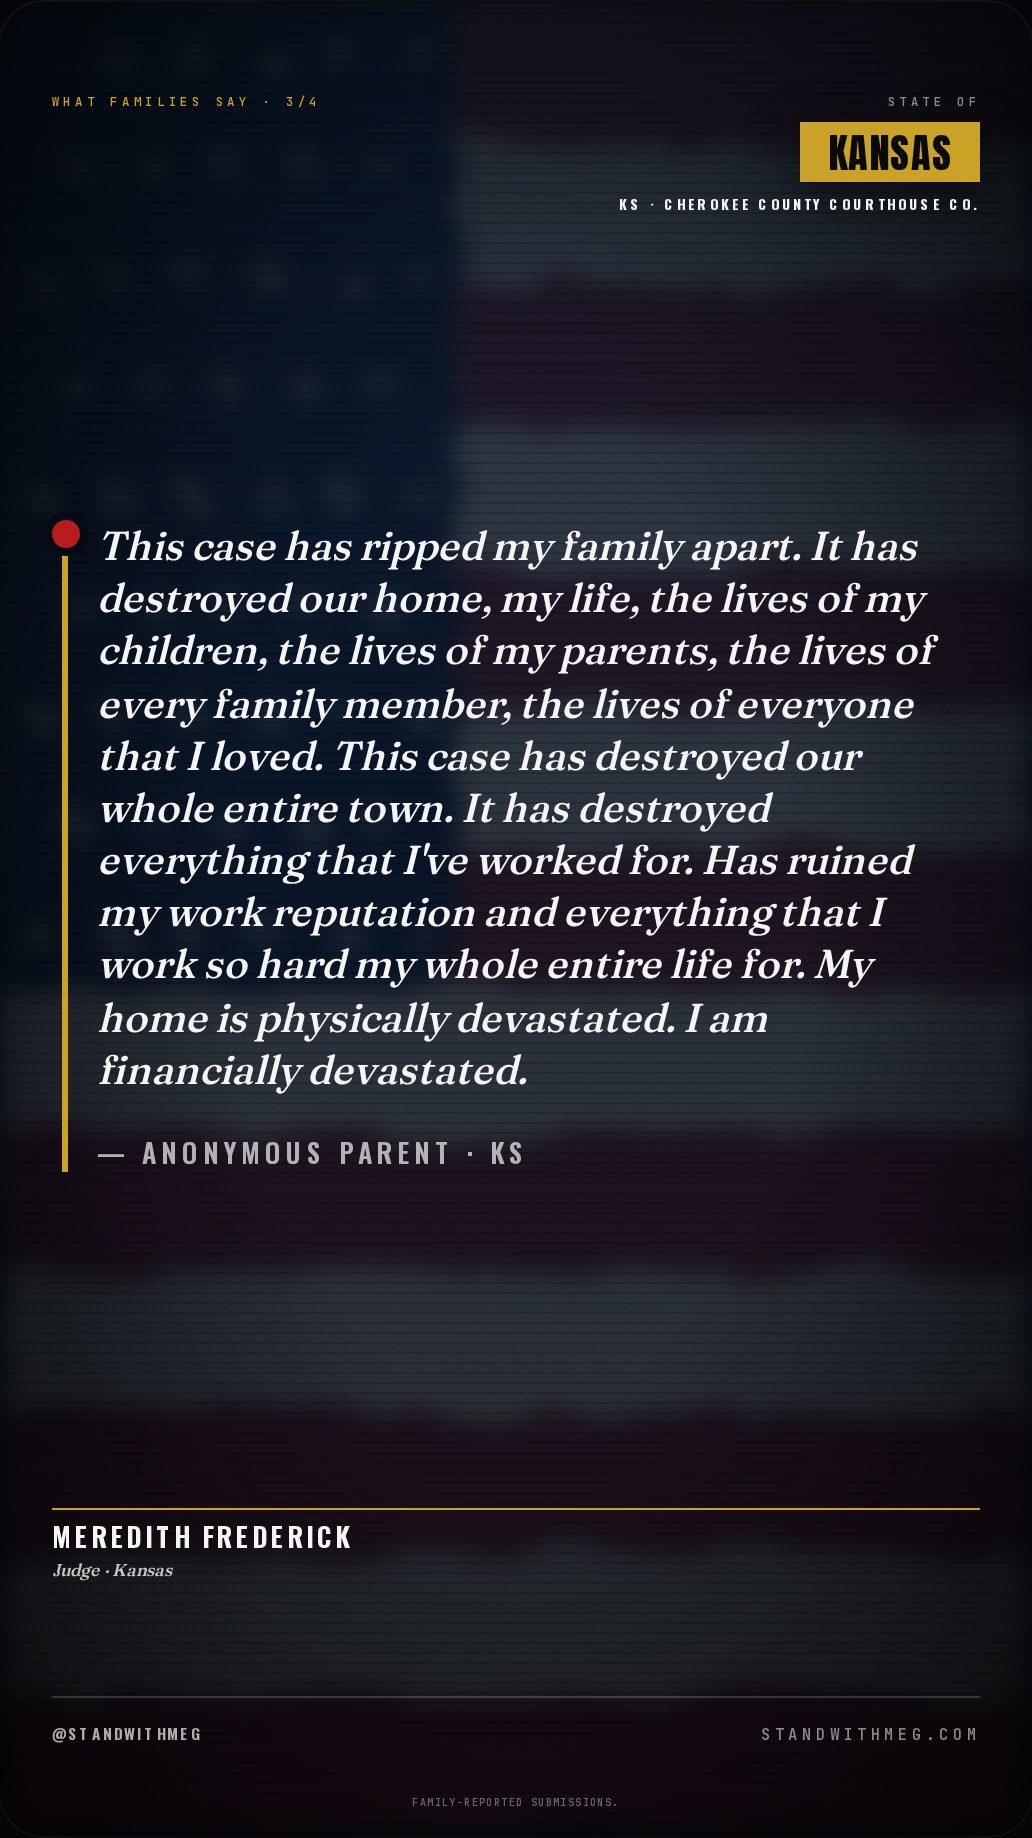 WHAT FAMILIES SAY · 3/4
STATE OF
KANSAS
KS · CHEROKEE COUNTY COURTHOUSE CO.
This case has ripped my family apart. It has
destroyed our home, my life, the lives of my
children, the lives of my parents, the lives of
every family member, the lives of everyone
that I loved. This case has destroyed our
whole entire town. It has destroyed
everything that I've worked for. Has ruined
my work reputation and everything that I
work so hard my whole entire life for. My
home is physically devastated. I am
financially devastated.
— ANONYMOUS PARENT · KS
MEREDITH FREDERICK
Judge · Kansas
@STANDWITHMEG
STANDWITHMEG.COM
FAMILY-REPORTED SUBMISSIONS.